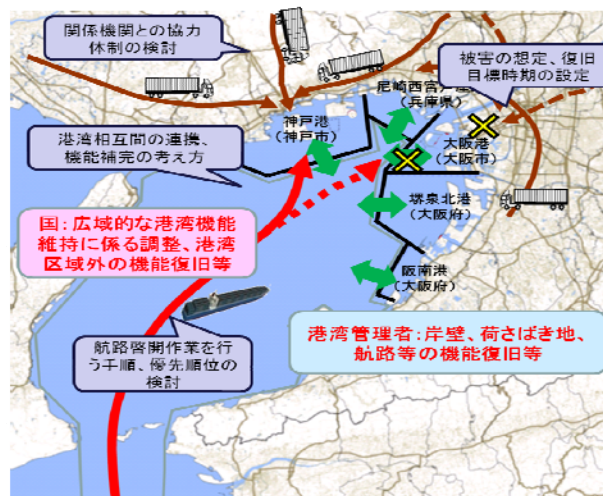 関係機関との協力
体制の検討
被害の想定、復旧
目標時期の設定
尼崎西宮芦屋
(兵庫県)
神戸港
(神戸市)
大阪港
(大阪市)
港湾相互間の連携、
機能補完の考え方
堺泉北港
(大阪府)
国:広域的な港湾機能
維持に係る調整、港湾
区域外の機能復旧等
阪南港
(大阪府)
港湾管理者:岸壁、荷さばき地、
航路等の機能復旧等
航路啓開作業を行
う手順、優先順位の
検討